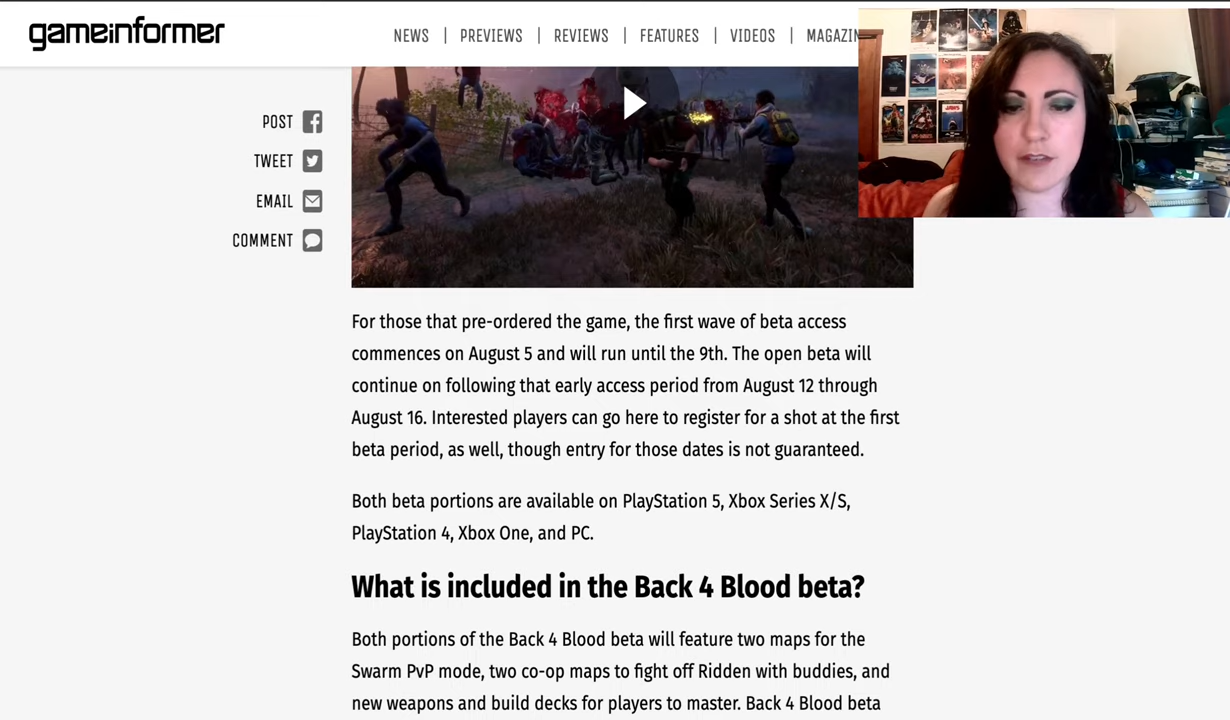 gameinformer
NEWS | PREVIEWS | REVIEWS | FEATURES | VIDEOS | MAGAZIN
POST
TWEET
EMAIL
COMMENT
JAWS
For those that pre-ordered the game, the first wave of beta access
commences on August 5 and will run until the 9th. The open beta will
continue on following that early access period from August 12 through
August 16. Interested players can go here to register for a shot at the first
beta period, as well, though entry for those dates is not guaranteed.
Both beta portions are available on PlayStation 5, Xbox Series X/S,
PlayStation 4, Xbox One, and PC.
What is included in the Back 4 Blood beta?
Both portions of the Back 4 Blood beta will feature two maps for the
Swarm PvP mode, two co-op maps to fight off Ridden with buddies, and
new weapons and build decks for players to master. Back 4 Blood beta